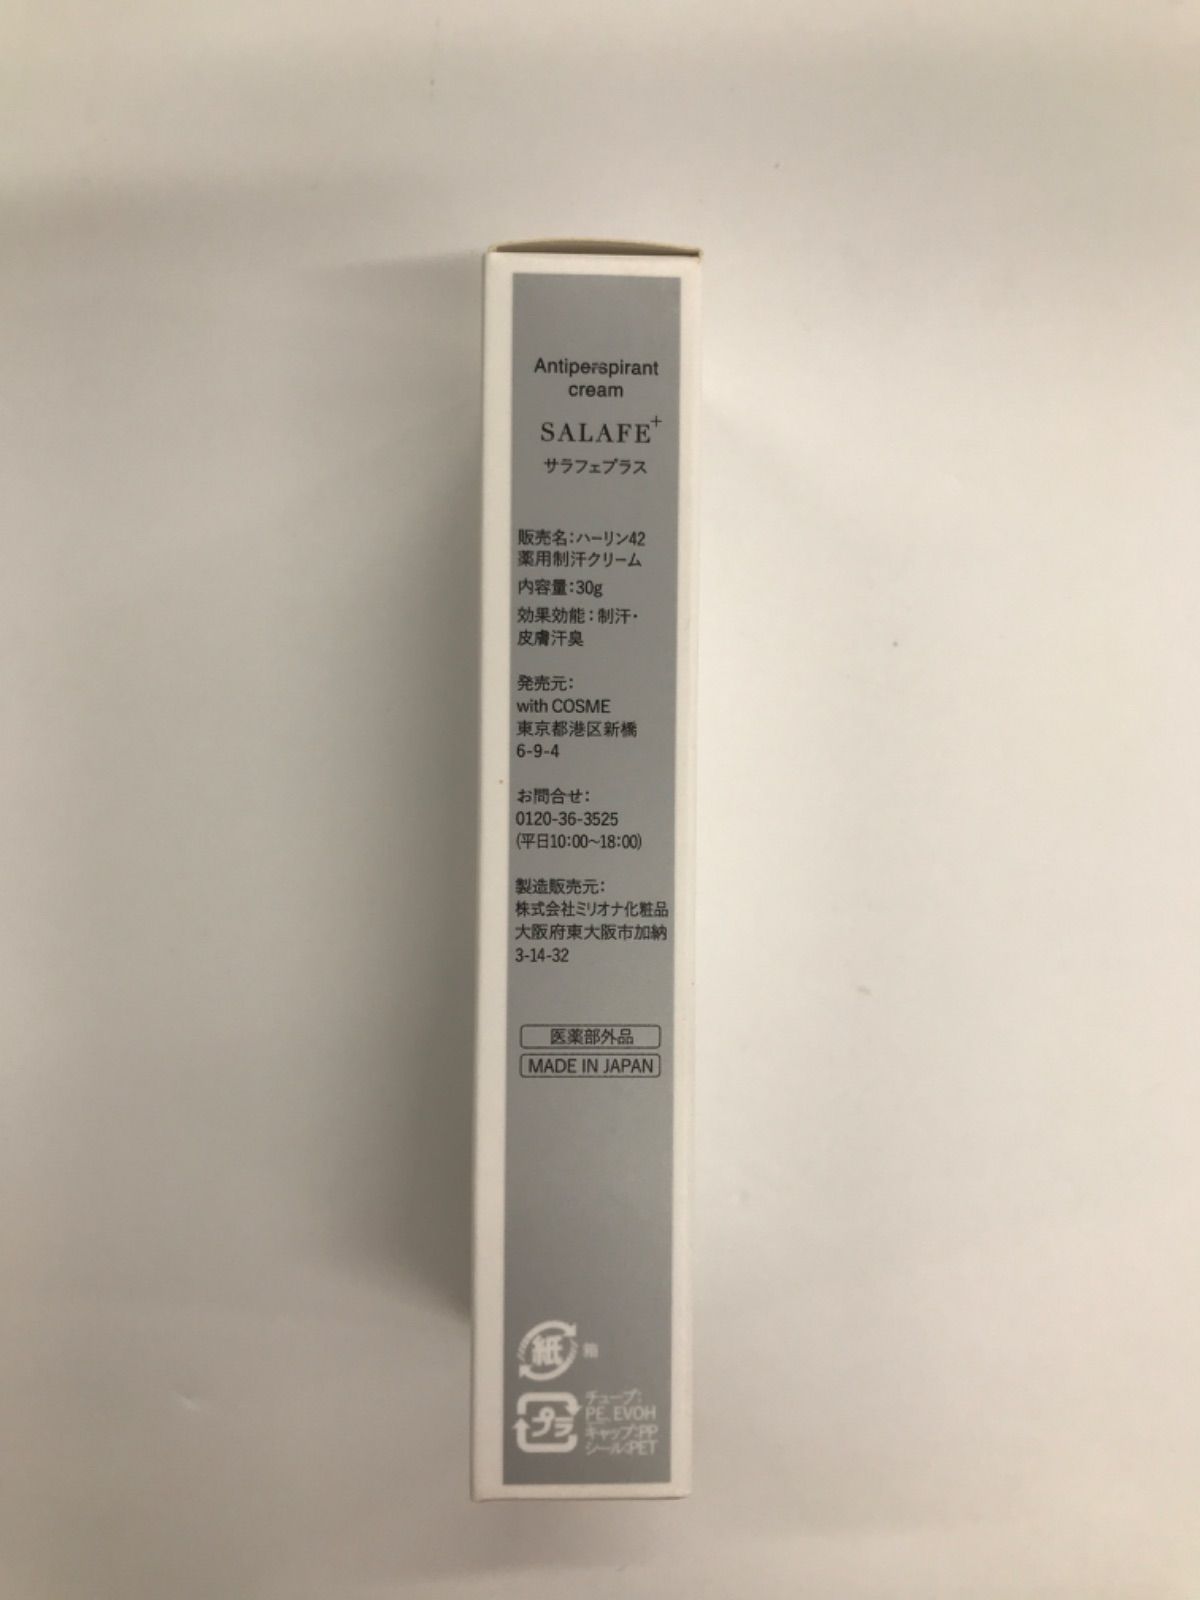 Antiperspirant
cream
SALAFE+
サラフェプラス
販売名:ハーリン42
薬用制汗クリーム
内容量:30g
効果効能:制汗・
皮膚汗臭
発売元:
with COSME
東京都港区新橋
6-9-4
お問合せ:
0120-36-3525
(平日10:00~18:00)
製造販売元:
株式会社ミリオナ化粧品
大阪府東大阪市加納
3-14-32
医薬部外品
MADE IN JAPAN
紙 箱
プラ
チューブ:
PE、EVOH
キャップ:PP
シール:PET